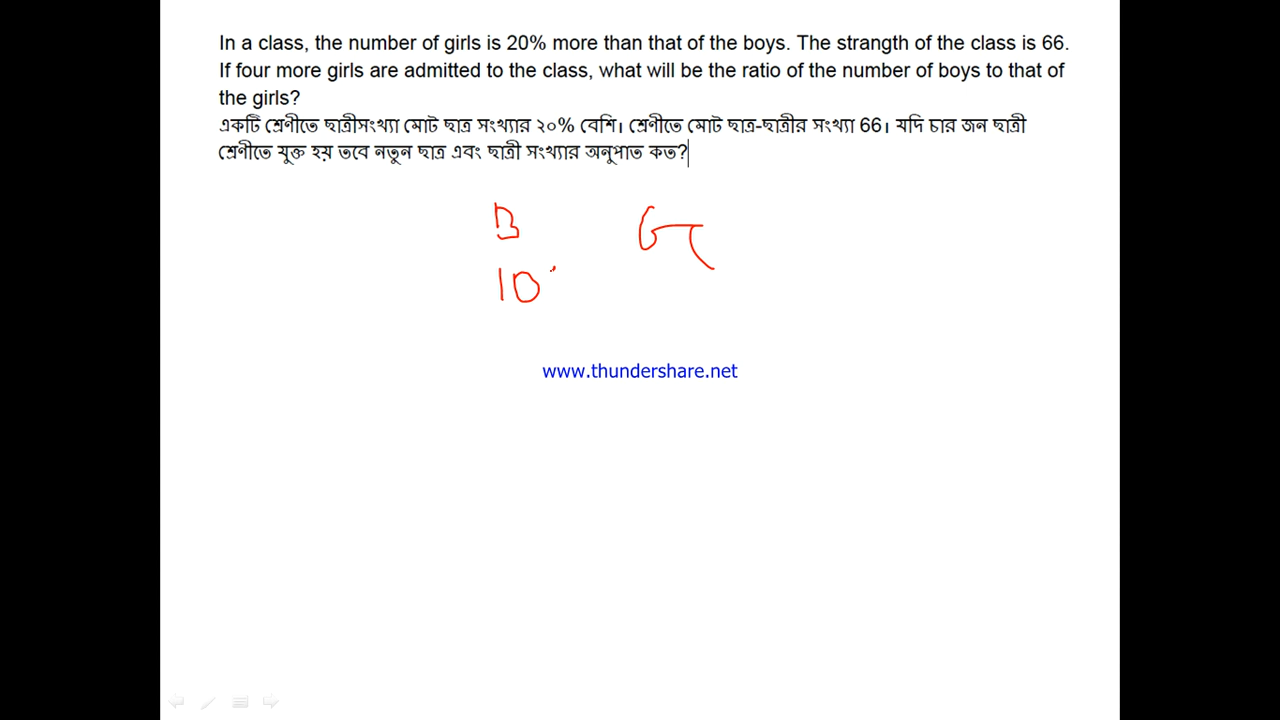 In a class, the number of girls is 20% more than that of the boys. The strangth of the class is 66.
If four more girls are admitted to the class, what will be the ratio of the number of boys to that of
the girls?
একটি শ্রেণীতে ছাত্রীসংখ্যা মোট ছাত্র সংখ্যার ২০% বেশি। শ্রেণীতে মোট ছাত্র-ছাত্রীর সংখ্যা 66। যদি চার জন ছাত্রী
শ্রেণীতে যুক্ত হয় তবে নতুন ছাত্র এবং ছাত্রী সংখ্যার অনুপাত কত?
B G
10
www.thundershare.net